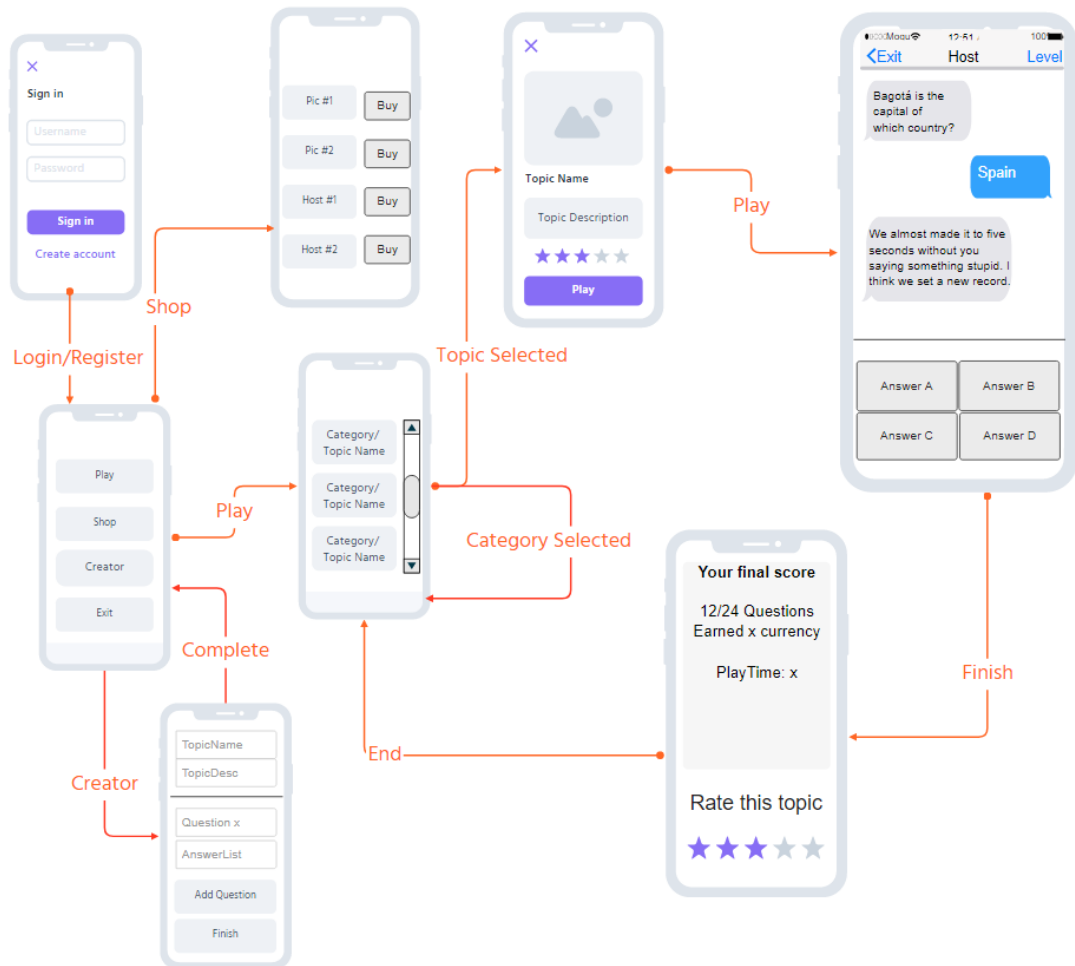 Sign in
Username
Password
Sign in
Create account
Login/Register
Shop
Pic #1
Buy
Pic #2
Buy
Host #1
Buy
Host #2
Buy
Topic Name
Topic Description
Play
Play
12:51
100%
Exit
Host
Level
Bagotá is the
capital of
which country?
Spain
We almost made it to five
seconds without you
saying something stupid. I
think we set a new record.
Answer A
Answer B
Answer C
Answer D
Topic Selected
Play
Shop
Creator
Exit
Play
Category/
Topic Name
Category/
Topic Name
Category/
Topic Name
Category Selected
Your final score
12/24 Questions
Earned x currency
PlayTime: x
Rate this topic
Finish
End
Complete
Creator
TopicName
TopicDesc
Question x
AnswerList
Add Question
Finish